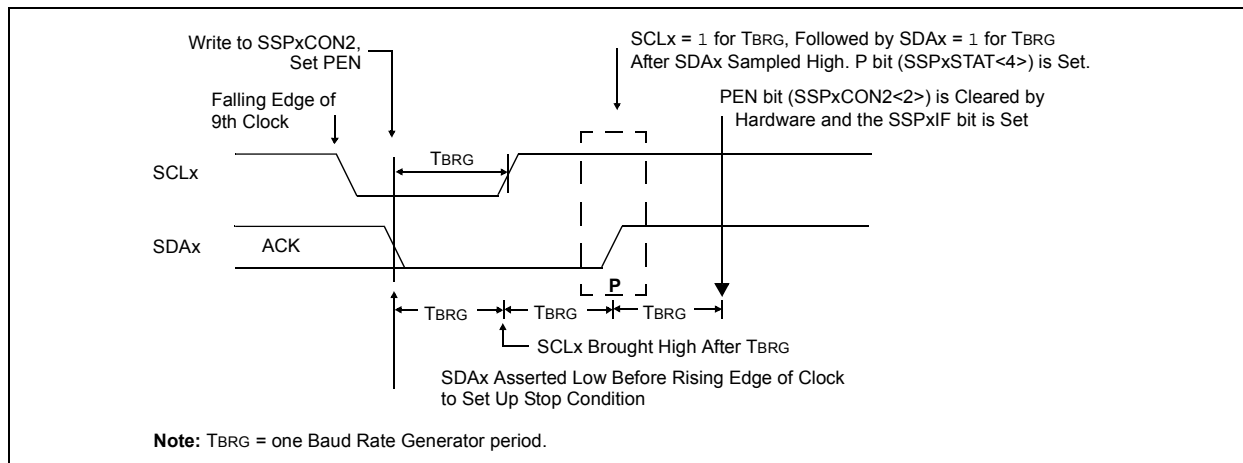 Write to SSPxCON2,
Set PEN
SCLx = 1 for TBRG, Followed by SDAx = 1 for TBRG
After SDAx Sampled High. P bit (SSPxSTAT<4>) is Set.
Falling Edge of
9th Clock
PEN bit (SSPxCON2<2>) is Cleared by
Hardware and the SSPxIF bit is Set
TBRG
SCLx
SDAx
ACK
P
TBRG
TBRG
TBRG
SCLx Brought High After TBRG
SDAx Asserted Low Before Rising Edge of Clock
to Set Up Stop Condition
Note: TBRG = one Baud Rate Generator period.